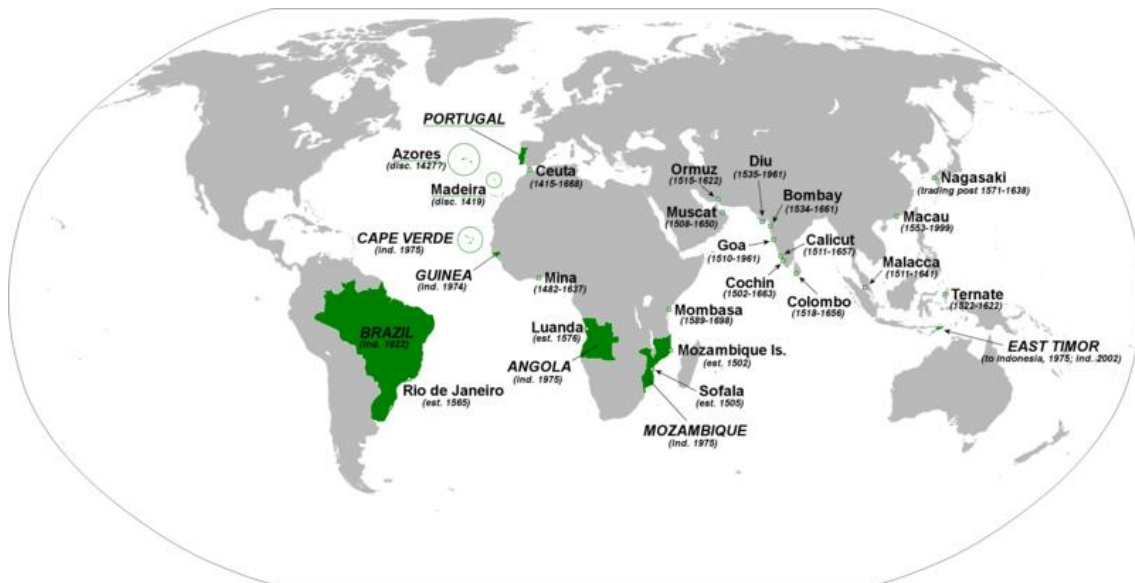 PORTUGAL
Azores
(disc. 1427?)
Madeira
(disc. 1419)
Ceuta
(1415-1668)
CAPE VERDE
(ind. 1975)
GUINEA
(ind. 1974)
Mina
(1482-1637)
BRAZIL
(ind. 1822)
Rio de Janeiro
(est. 1565)
Luanda
(est. 1576)
ANGOLA
(ind. 1975)
Mombasa
(1589-1698)
Mozambique Is.
(est. 1502)
Sofala
(est. 1505)
MOZAMBIQUE
(ind. 1975)
Ormuz
(1515-1622)
Muscat
(1508-1650)
Diu
(1535-1961)
Bombay
(1534-1661)
Goa
(1510-1961)
Calicut
(1511-1657)
Cochin
(1502-1663)
Colombo
(1518-1656)
Nagasaki
(trading post 1571-1638)
Macau
(1553-1999)
Malacca
(1511-1641)
Ternate
(1522-1622)
EAST TIMOR
(to indonesia, 1975; ind. 2002)